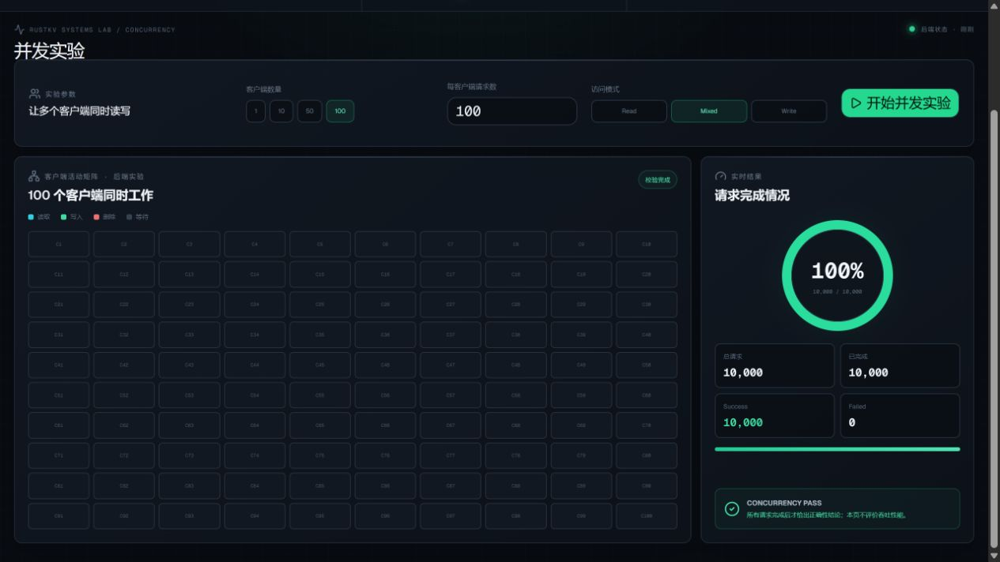 RUSTKV SYSTEMS LAB / CONCURRENCY
后端状态 · 刚刚
并发实验
实验参数
让多个客户端同时读写
客户端数量
1 10 50 100
每客户端请求数
100
访问模式
Read Mixed Write
开始并发实验
客户端活动矩阵 · 后端实验
100 个客户端同时工作
校验完成
读取 写入 删除 等待
C1 C2 C3 C4 C5 C6 C7 C8 C9 C10
C11 C12 C13 C14 C15 C16 C17 C18 C19 C20
C21 C22 C23 C24 C25 C26 C27 C28 C29 C30
C31 C32 C33 C34 C35 C36 C37 C38 C39 C40
C41 C42 C43 C44 C45 C46 C47 C48 C49 C50
C51 C52 C53 C54 C55 C56 C57 C58 C59 C60
C61 C62 C63 C64 C65 C66 C67 C68 C69 C70
C71 C72 C73 C74 C75 C76 C77 C78 C79 C80
C81 C82 C83 C84 C85 C86 C87 C88 C89 C90
C91 C92 C93 C94 C95 C96 C97 C98 C99 C100
实时结果
请求完成情况
100%
10,000 / 10,000
总请求
10,000
已完成
10,000
Success
10,000
Failed
0
CONCURRENCY PASS
所有请求完成后才给出正确性结论；本页不评价吞吐性能。